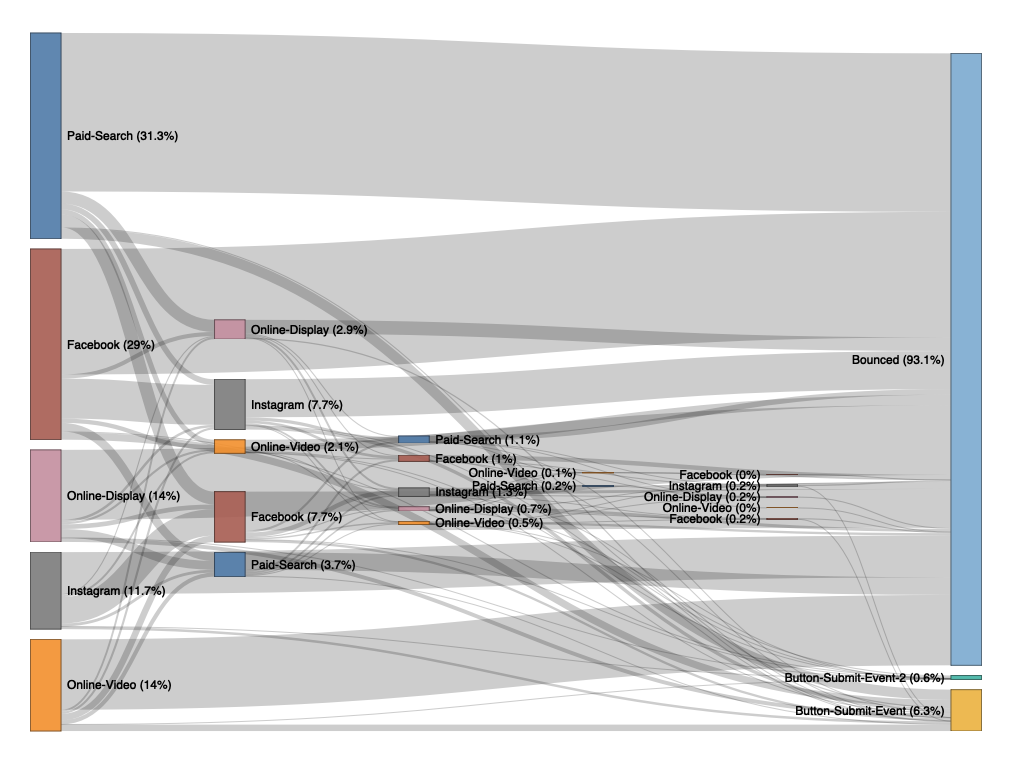 Paid-Search (31.3%)
Facebook (29%)
Online-Display (14%)
Instagram (11.7%)
Online-Video (14%)
Online-Display (2.9%)
Instagram (7.7%)
Online-Video (2.1%)
Facebook (7.7%)
Paid-Search (3.7%)
Paid-Search (1.1%)
Facebook (1%)
Instagram (1.3%)
Online-Display (0.7%)
Online-Video (0.5%)
Online-Video (0.1%)
Paid-Search (0.2%)
Facebook (0%)
Instagram (0.2%)
Online-Display (0.2%)
Online-Video (0%)
Facebook (0.2%)
Bounced (93.1%)
Button-Submit-Event-2 (0.6%)
Button-Submit-Event (6.3%)